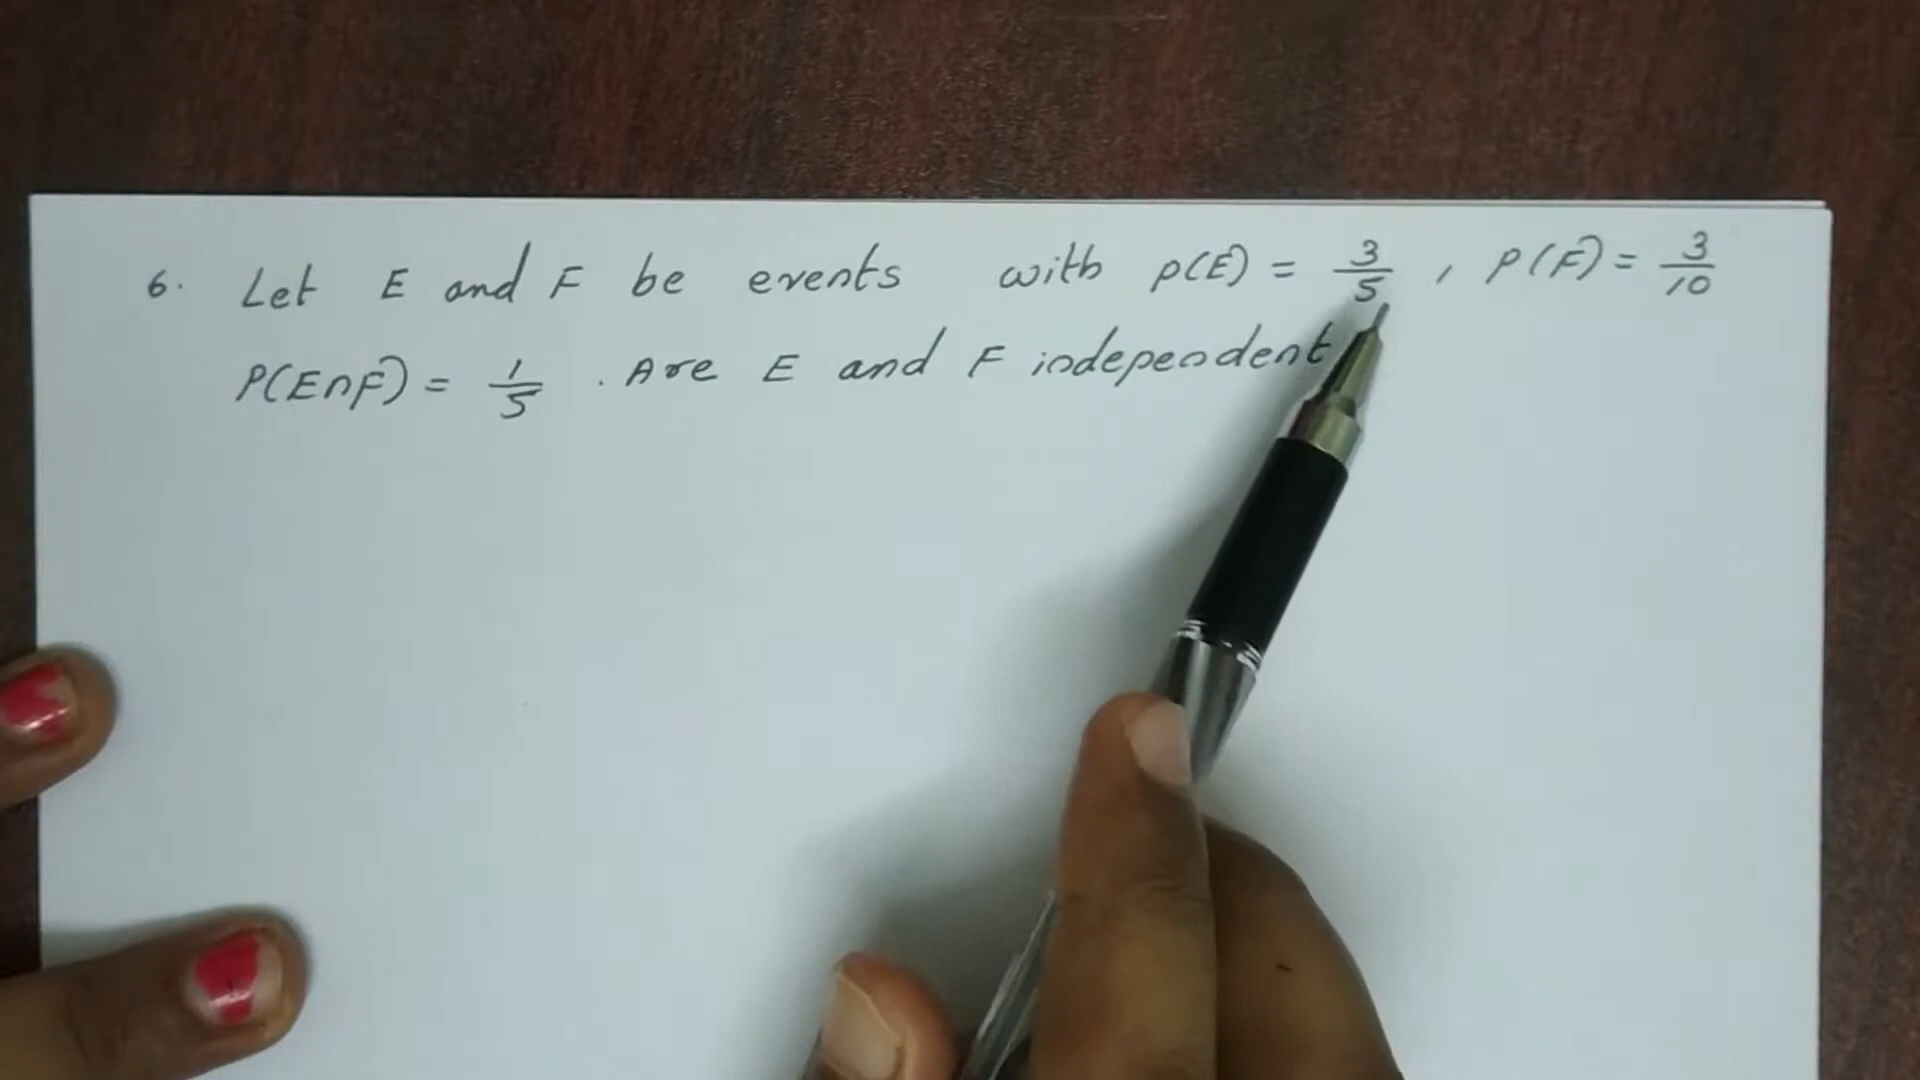 6. Let E and F be events with P(E) = 3/5 , P(F) = 3/10
P(E∩F) = 1/5 . Are E and F independent